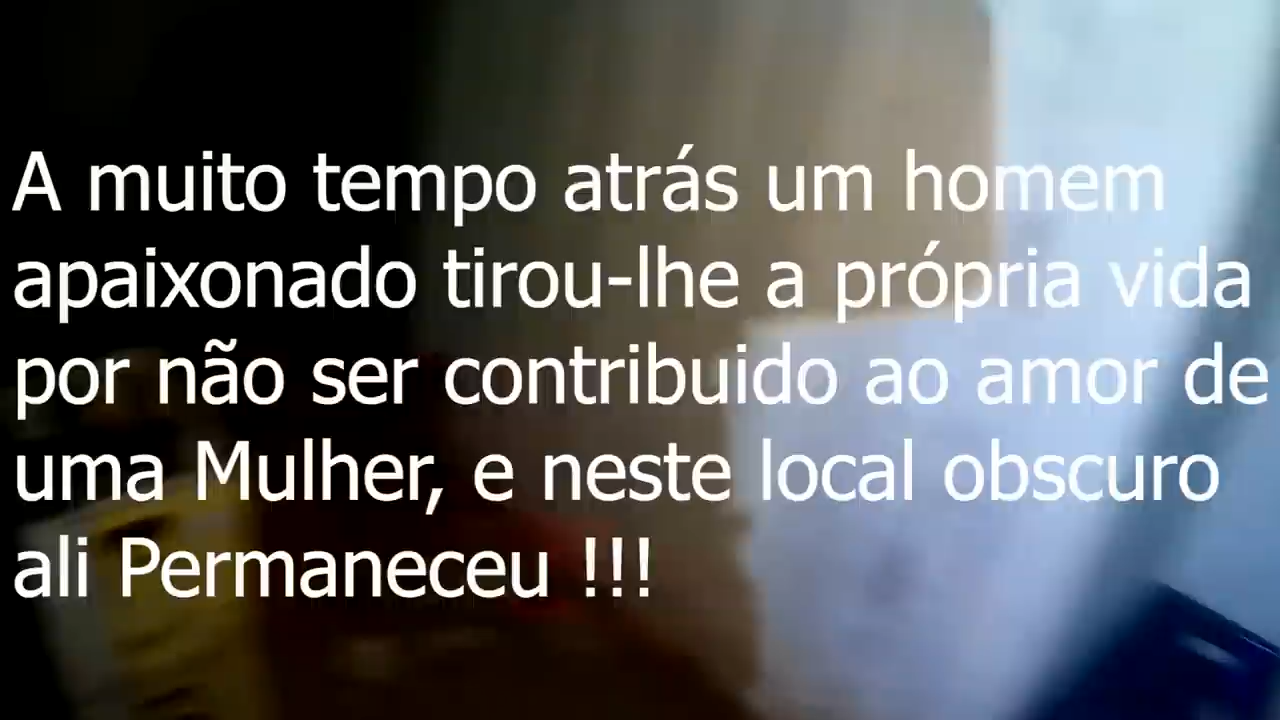 A muito tempo atrás um homem
apaixonado tirou-lhe a própria vida
por não ser contribuido ao amor de
uma Mulher, e neste local obscuro
ali Permaneceu !!!